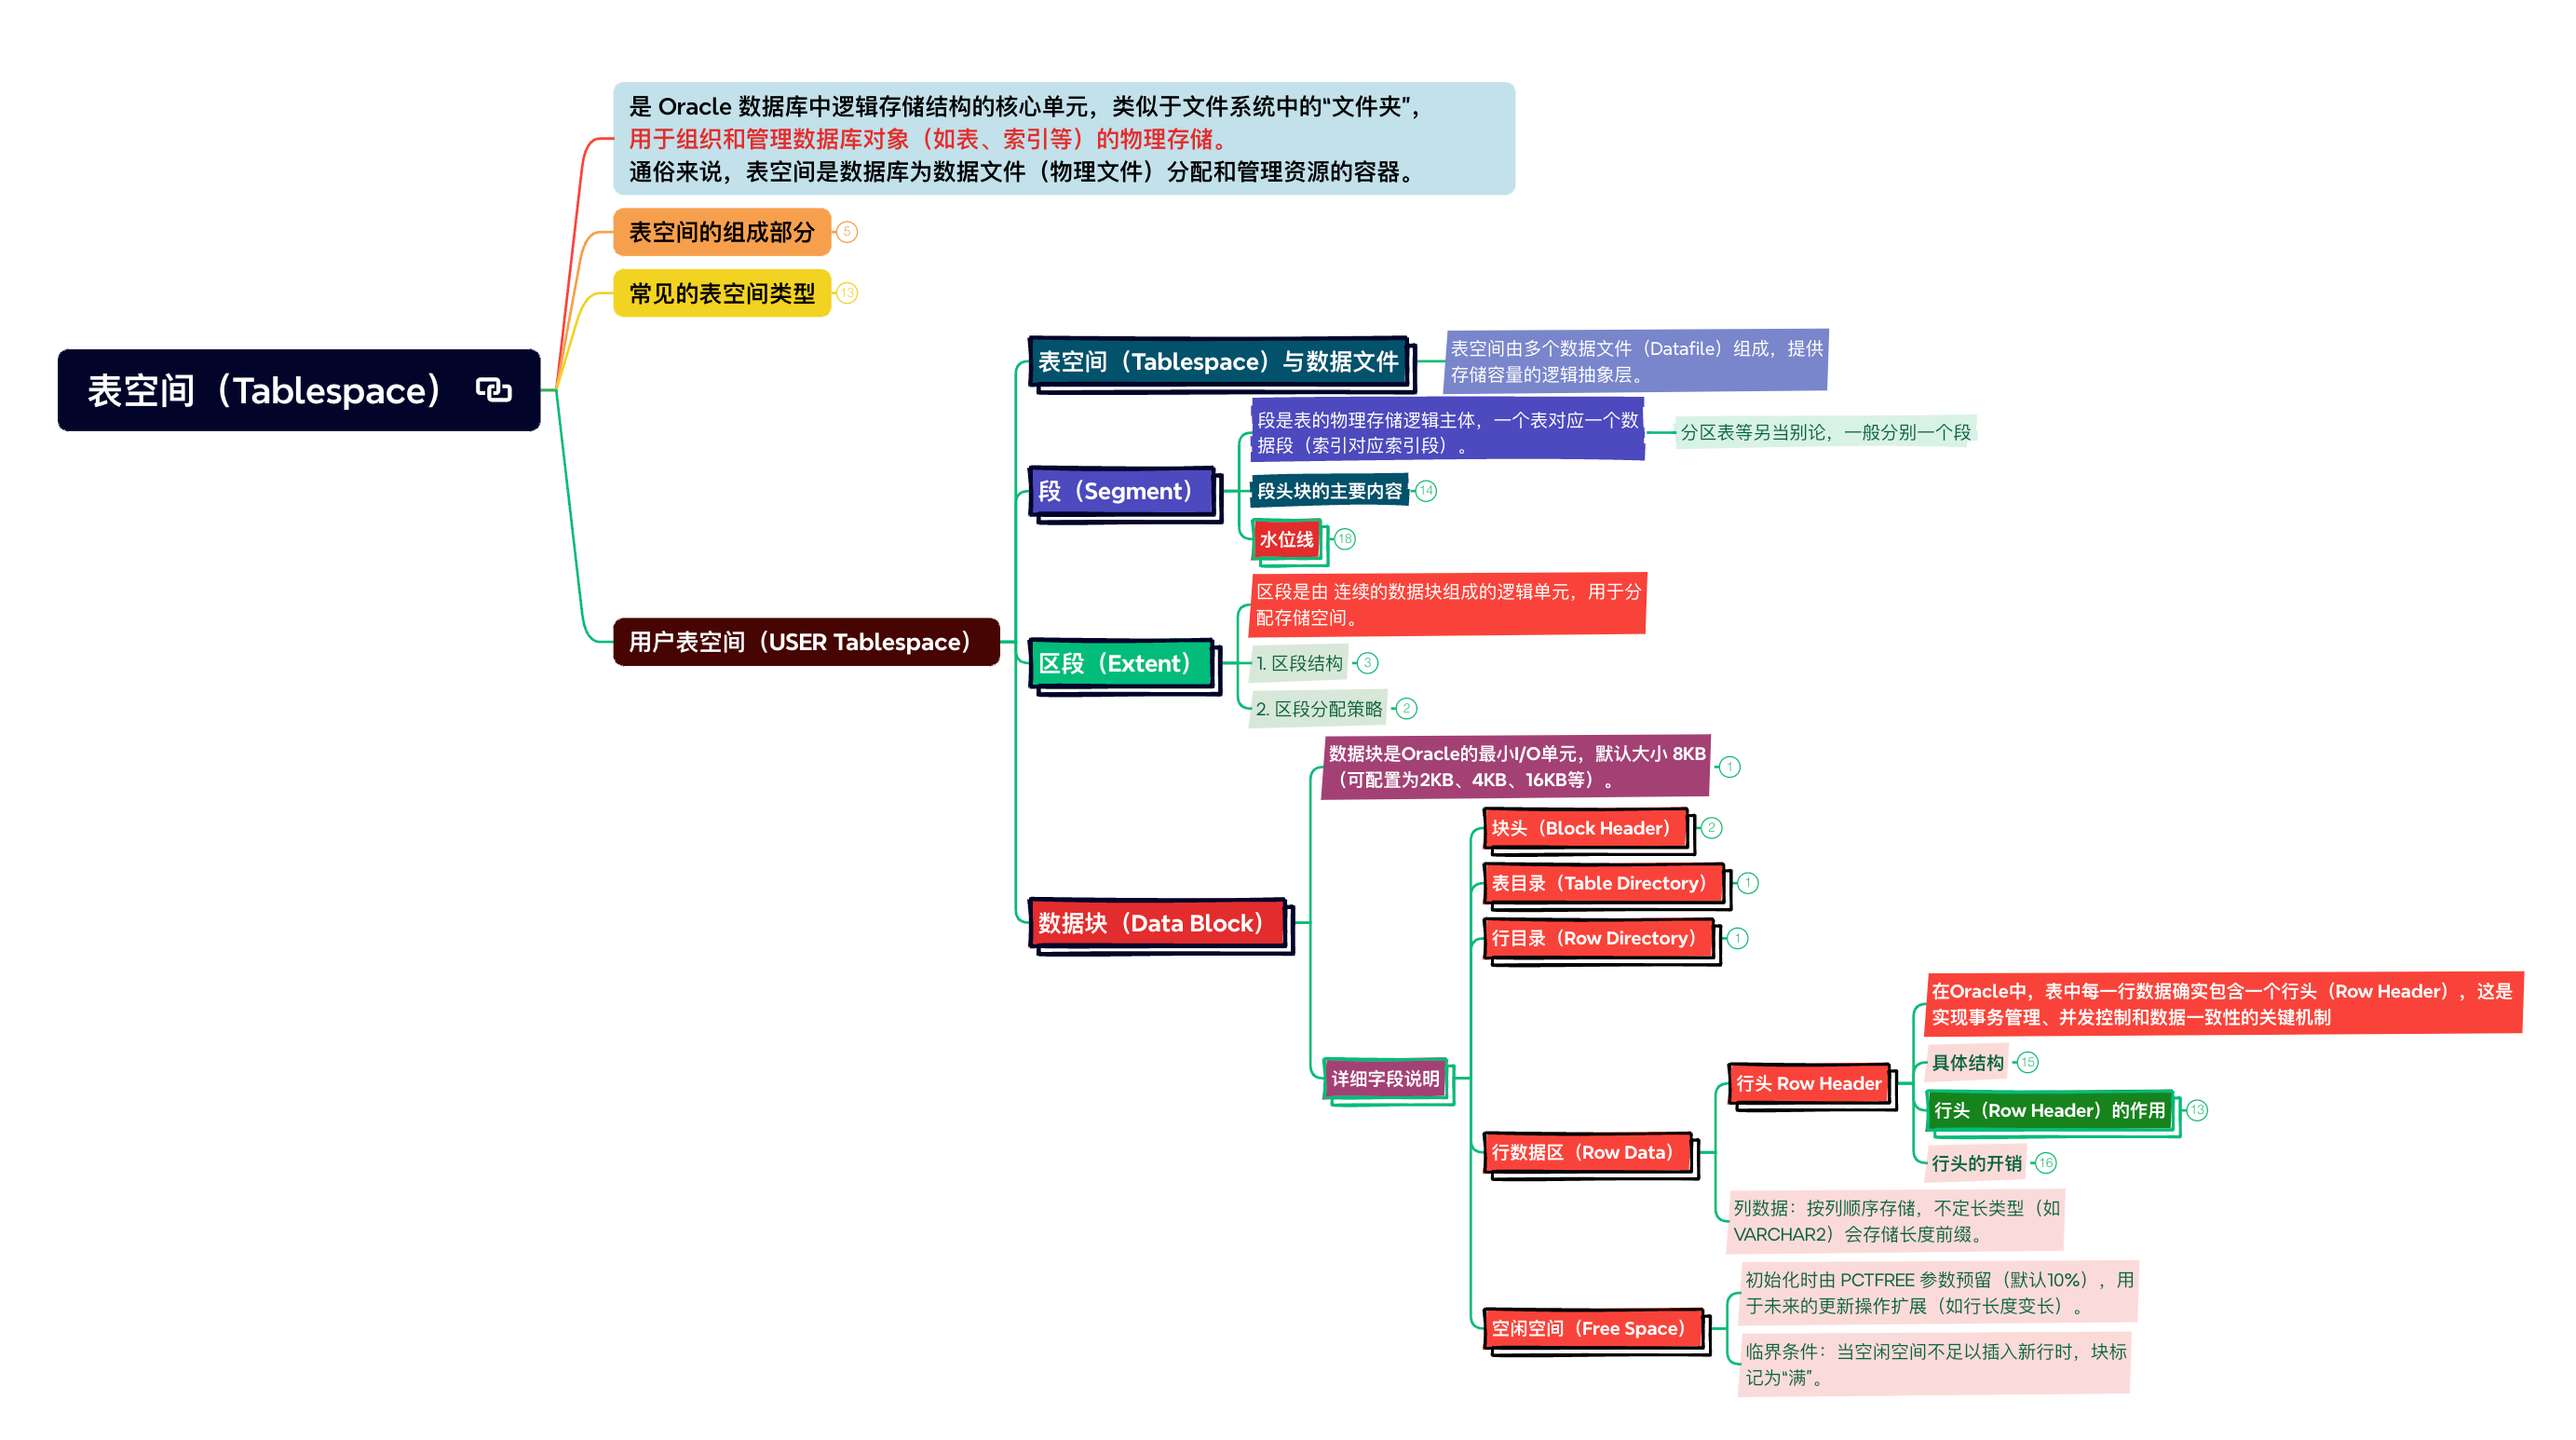 表空间（Tablespace）
是 Oracle 数据库中逻辑存储结构的核心单元，类似于文件系统中的“文件夹”，
用于组织和管理数据库对象（如表、索引等）的物理存储。
通俗来说，表空间是数据库为数据文件（物理文件）分配和管理资源的容器。
表空间的组成部分
5
常见的表空间类型
13
用户表空间（USER Tablespace）
表空间（Tablespace）与数据文件
表空间由多个数据文件（Datafile）组成，提供
存储容量的逻辑抽象层。
段（Segment）
段是表的物理存储逻辑主体，一个表对应一个数
据段（索引对应索引段）。
分区表等另当别论，一般分别一个段
段头块的主要内容
14
水位线
18
区段（Extent）
区段是由 连续的数据块组成的逻辑单元，用于分
配存储空间。
1. 区段结构
3
2. 区段分配策略
2
数据块（Data Block）
数据块是Oracle的最小I/O单元，默认大小 8KB
（可配置为2KB、4KB、16KB等）。
1
详细字段说明
块头（Block Header）
2
表目录（Table Directory）
1
行目录（Row Directory）
1
行数据区（Row Data）
行头 Row Header
在Oracle中，表中每一行数据确实包含一个行头（Row Header），这是
实现事务管理、并发控制和数据一致性的关键机制
具体结构
15
行头（Row Header）的作用
13
行头的开销
16
列数据：按列顺序存储，不定长类型（如
VARCHAR2）会存储长度前缀。
空闲空间（Free Space）
初始化时由 PCTFREE 参数预留（默认10%），用
于未来的更新操作扩展（如行长度变长）。
临界条件：当空闲空间不足以插入新行时，块标
记为“满”。